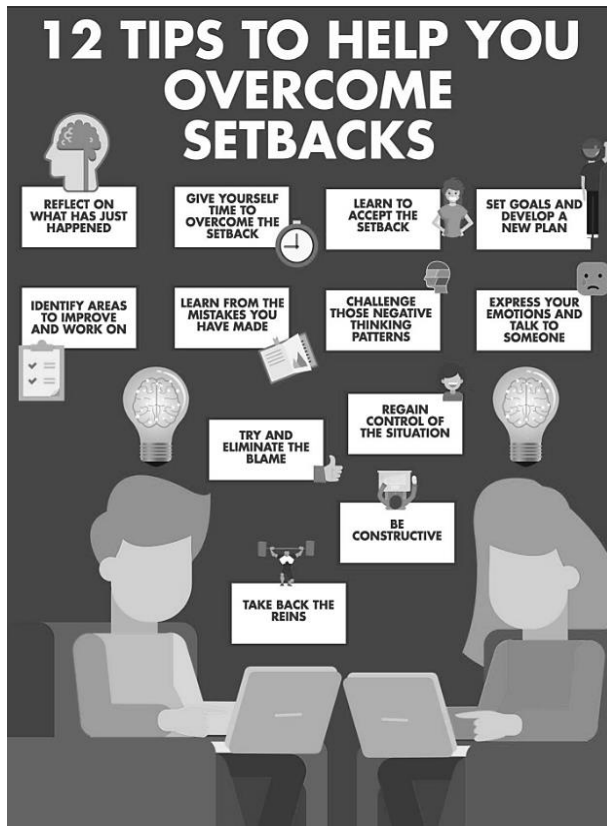 12 TIPS TO HELP YOU
OVERCOME
SETBACKS
REFLECT ON
WHAT HAS JUST
HAPPENED
GIVE YOURSELF
TIME TO
OVERCOME THE
SETBACK
LEARN TO
ACCEPT THE
SETBACK
SET GOALS AND
DEVELOP A
NEW PLAN
IDENTIFY AREAS
TO IMPROVE
AND WORK ON
LEARN FROM THE
MISTAKES YOU
HAVE MADE
CHALLENGE
THOSE NEGATIVE
THINKING
PATTERNS
EXPRESS YOUR
EMOTIONS AND
TALK TO
SOMEONE
TRY AND
ELIMINATE THE
BLAME
REGAIN
CONTROL OF
THE SITUATION
BE
CONSTRUCTIVE
TAKE BACK THE
REINS